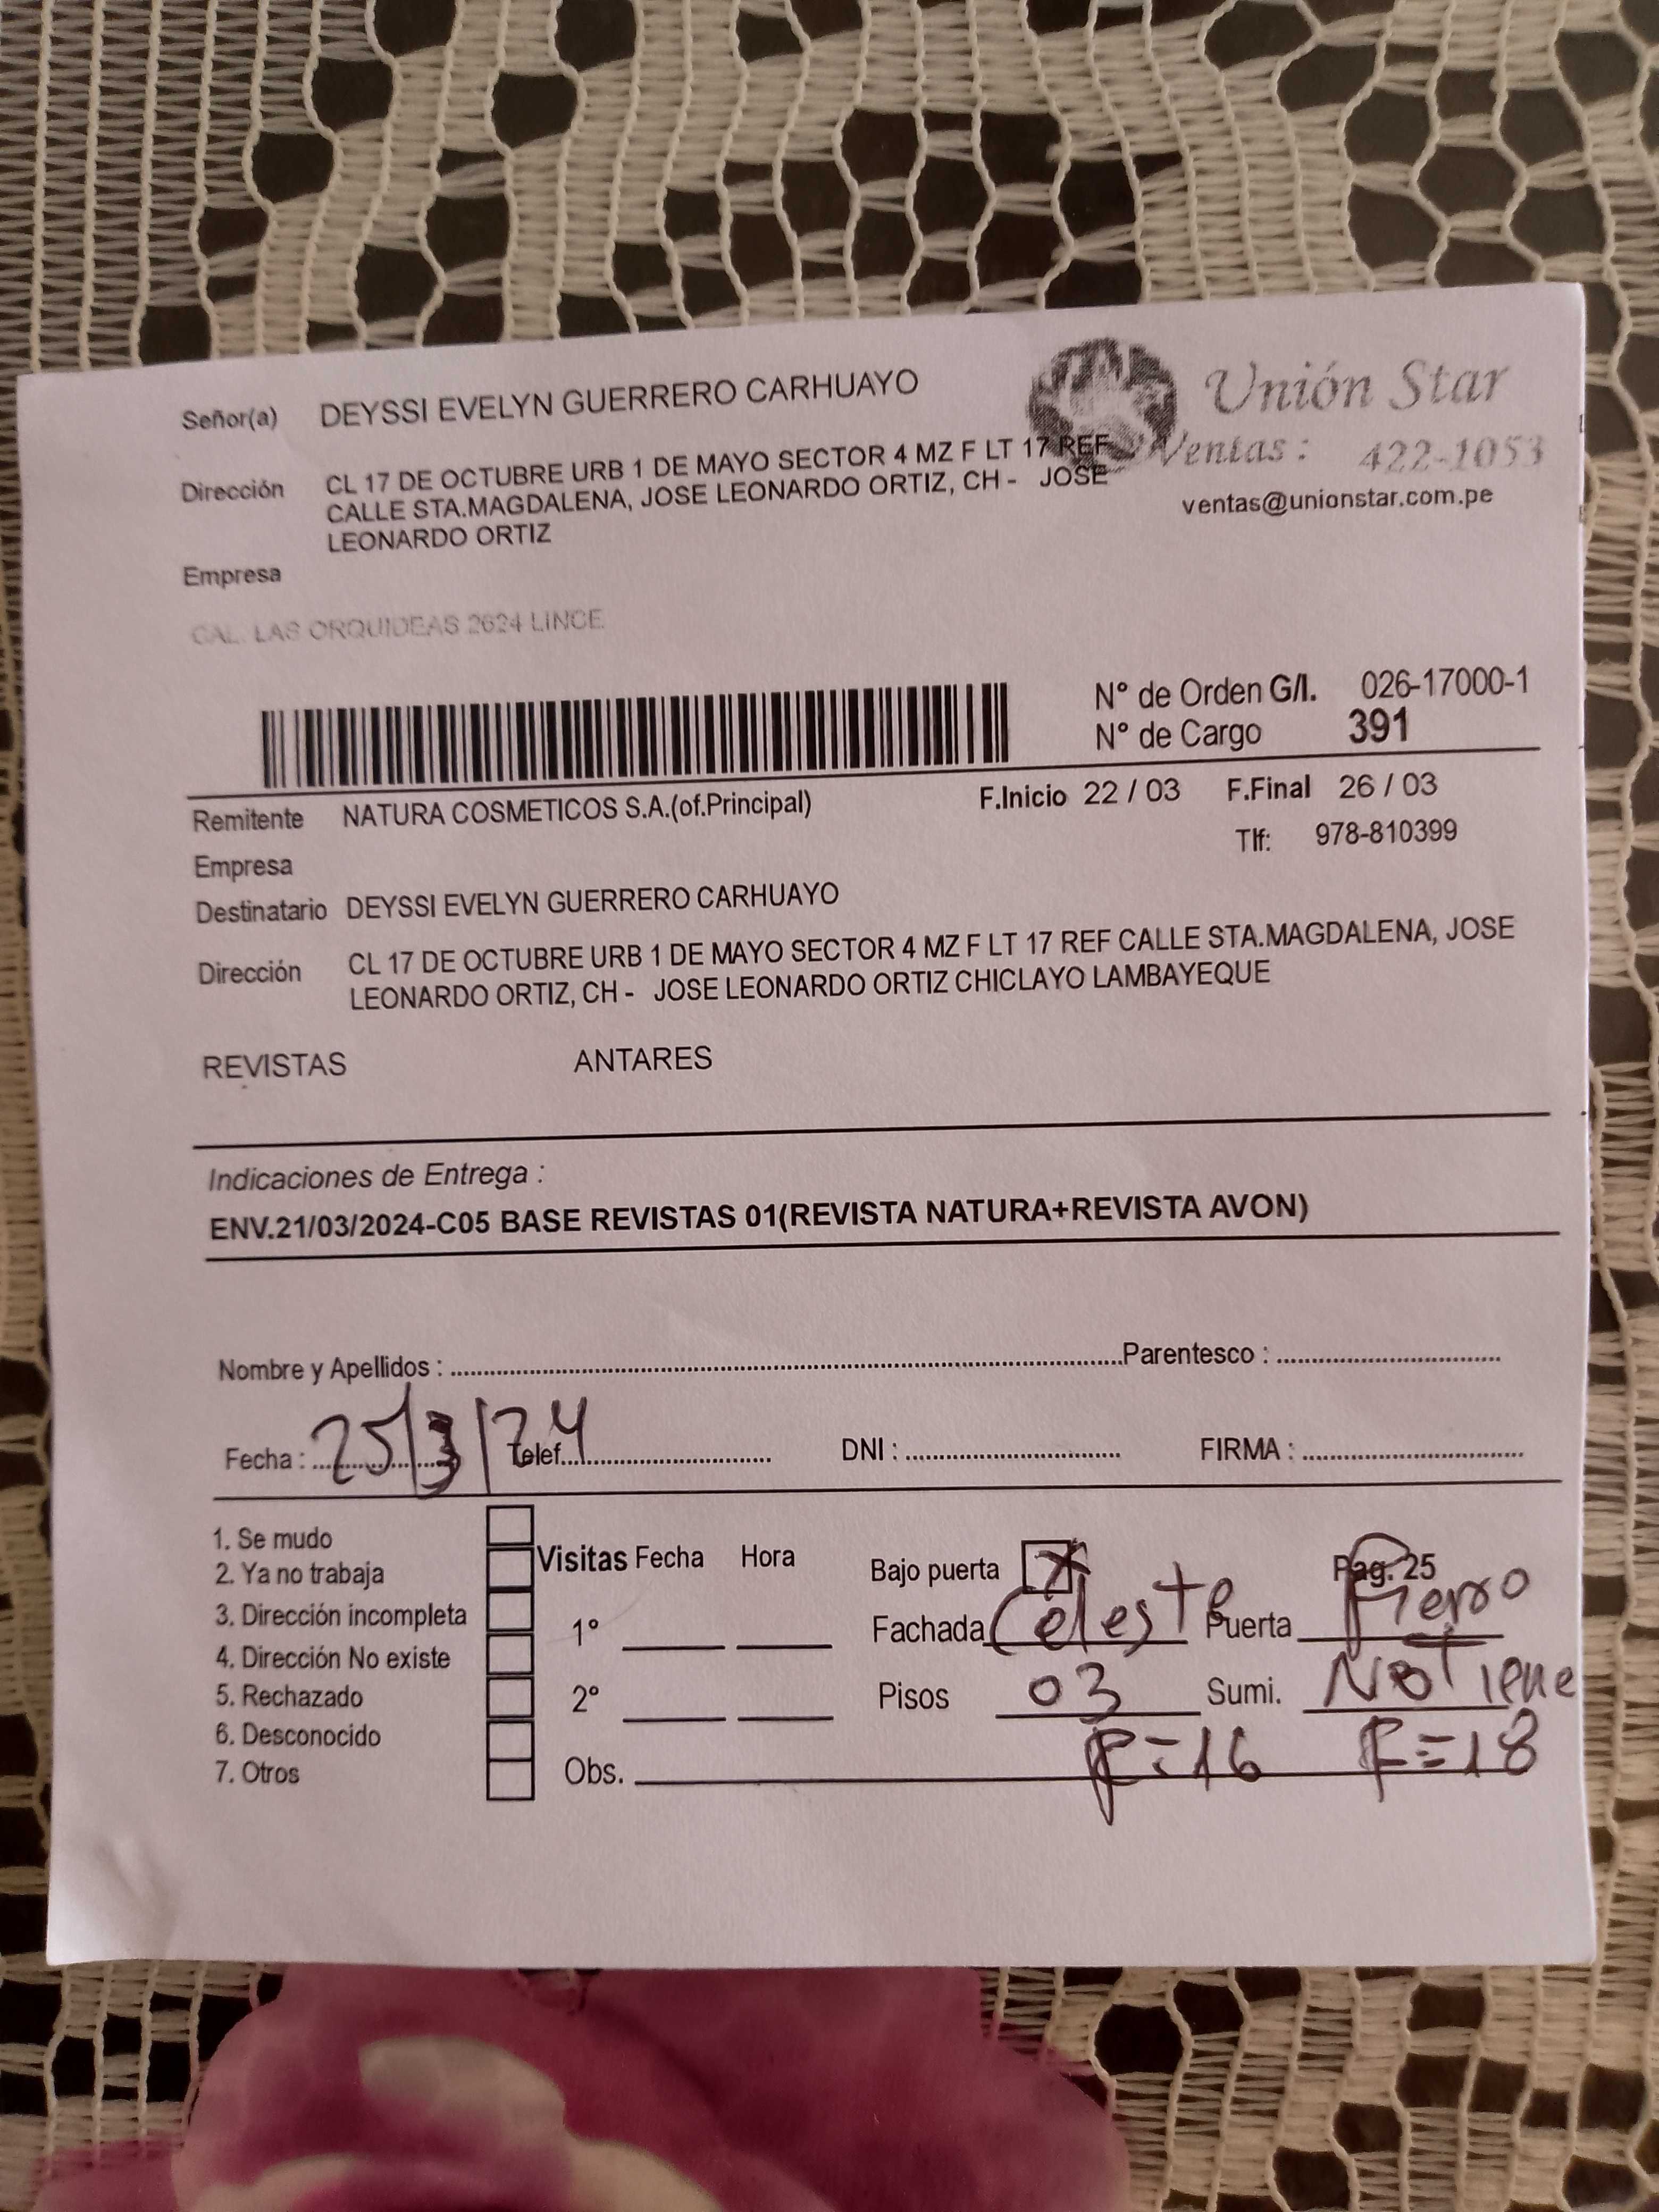 Señor(a) DEYSSI EVELYN GUERRERO CARHUAYO
Unión Star
Ventas : 422-1053
ventas@unionstar.com.pe
Dirección CL 17 DE OCTUBRE URB 1 DE MAYO SECTOR 4 MZ F LT 17 REF
CALLE STA.MAGDALENA, JOSE LEONARDO ORTIZ, CH - JOSE
LEONARDO ORTIZ
Empresa
CAL. LAS ORQUIDEAS 2624 LINCE
N° de Orden G/I. 026-17000-1
N° de Cargo 391
Remitente NATURA COSMETICOS S.A.(of.Principal) F.Inicio 22 / 03 F.Final 26 / 03
Tlf: 978-810399
Empresa
Destinatario DEYSSI EVELYN GUERRERO CARHUAYO
Dirección CL 17 DE OCTUBRE URB 1 DE MAYO SECTOR 4 MZ F LT 17 REF CALLE STA.MAGDALENA, JOSE
LEONARDO ORTIZ, CH - JOSE LEONARDO ORTIZ CHICLAYO LAMBAYEQUE
REVISTAS ANTARES
Indicaciones de Entrega :
ENV.21/03/2024-C05 BASE REVISTAS 01(REVISTA NATURA+REVISTA AVON)
Nombre y Apellidos : Parentesco :
Fecha : 25/3/24 Telef. DNI : FIRMA :
1. Se mudo
2. Ya no trabaja
3. Dirección incompleta
4. Dirección No existe
5. Rechazado
6. Desconocido
7. Otros
Visitas Fecha Hora
1°
2°
Obs.
Bajo puerta X Pag. 25
Fachada Celeste Puerta Fierro
Pisos 03 Sumi. No Tiene
F=16 F=18